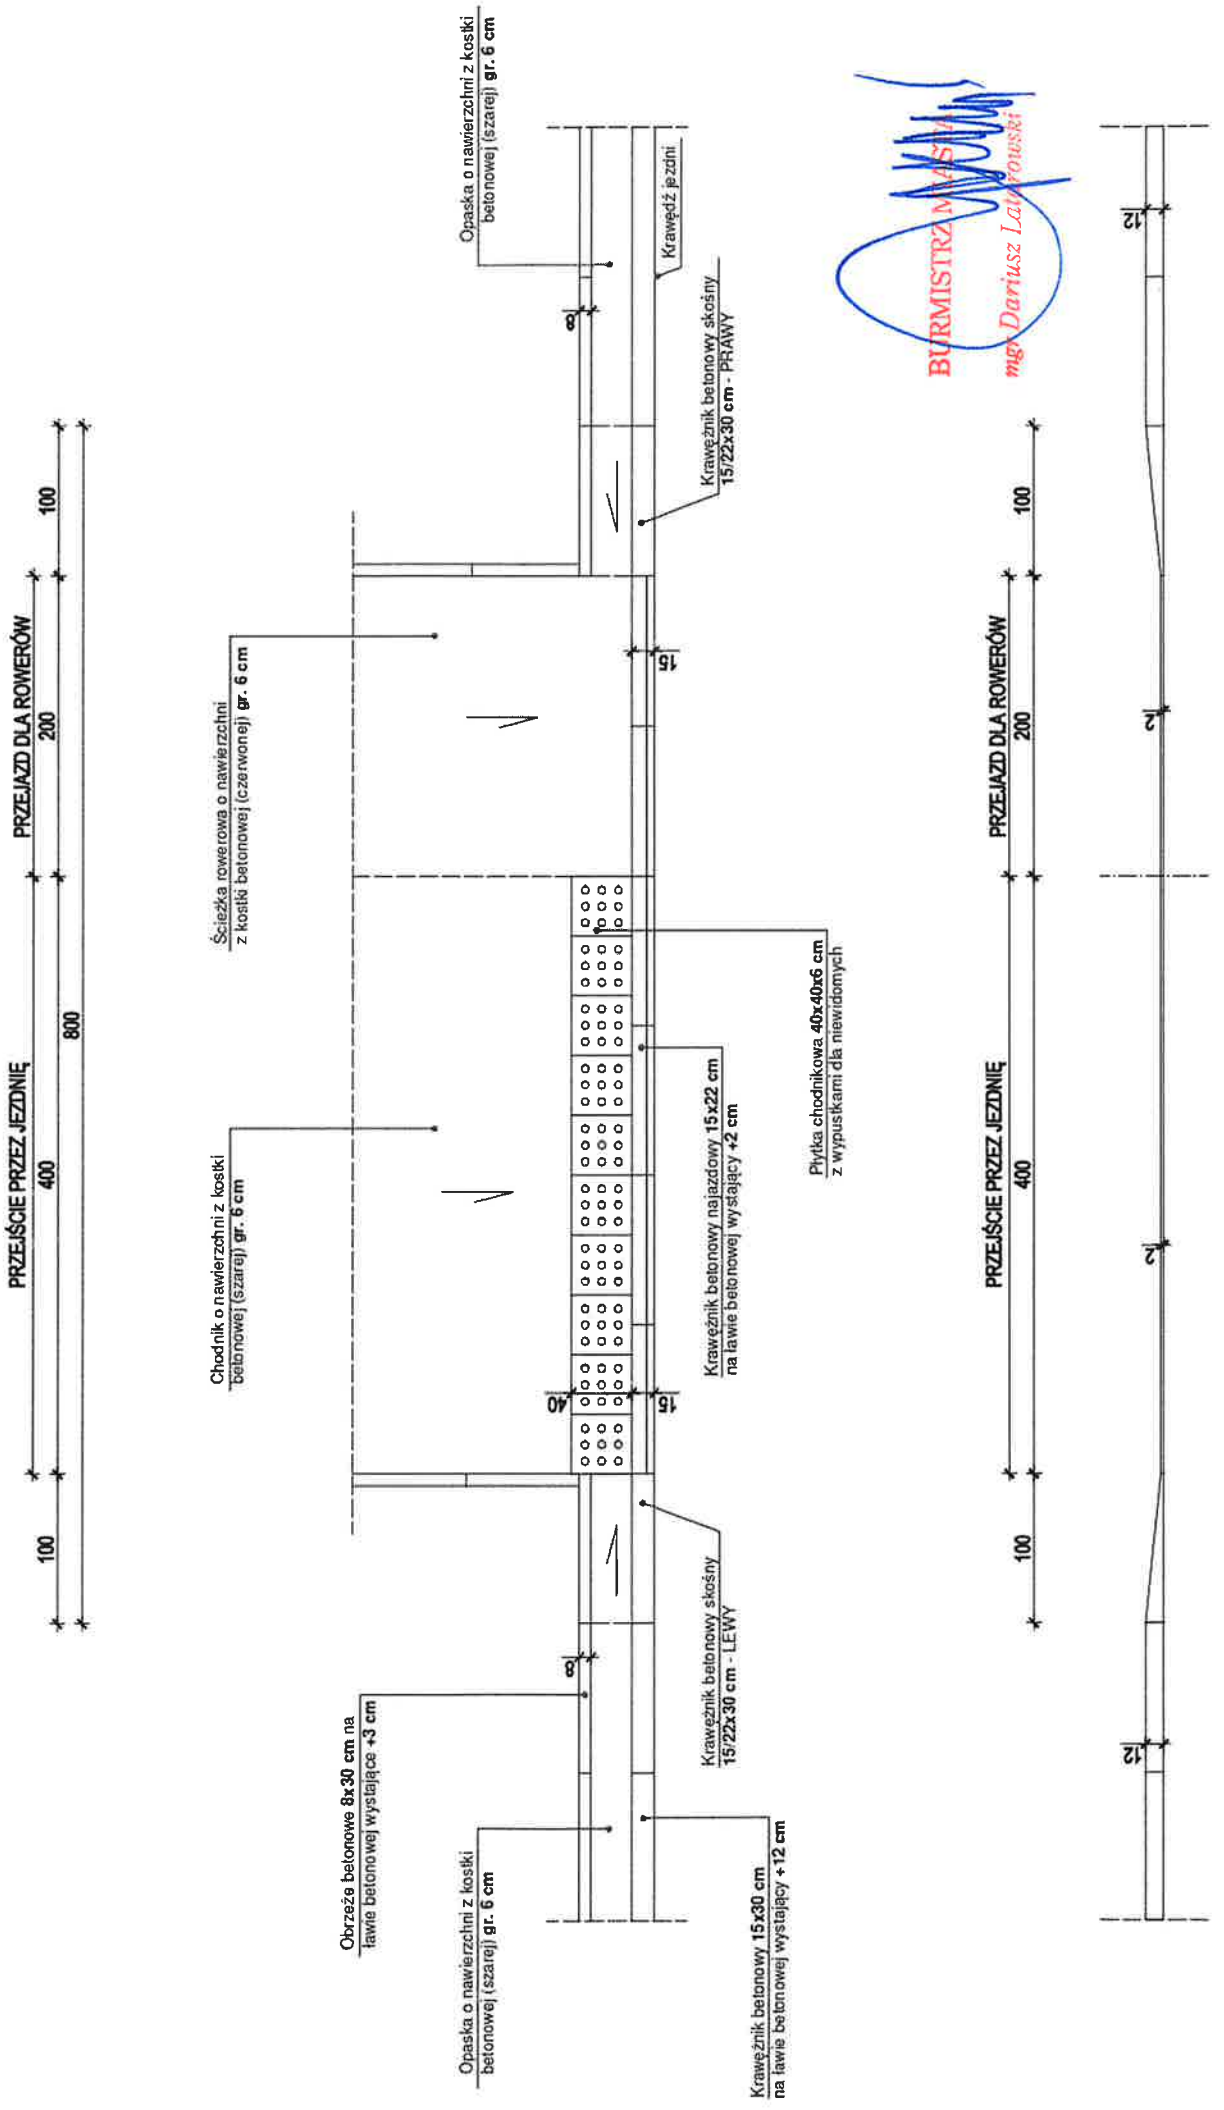 PRZEJŚCIE PRZEZ JEZDNIĘ
PRZEJAZD DLA ROWERÓW
100
400
200
100
800
Chodnik o nawierzchni z kostki
betonowej (szarej) gr. 6 cm
Ścieżka rowerowa o nawierzchni
z kostki betonowej (czerwonej) gr. 6 cm
Obrzeże betonowe 8x30 cm na
ławie betonowej wystające +3 cm
Opaska o nawierzchni z kostki
betonowej (szarej) gr. 6 cm
Opaska o nawierzchni z kostki
betonowej (szarej) gr. 6 cm
8
40
15
15
8
Krawędź jezdni
Krawężnik betonowy skośny
15/22x30 cm - LEWY
Krawężnik betonowy najazdowy 15x22 cm
na ławie betonowej wystający +2 cm
Krawężnik betonowy skośny
15/22x30 cm - PRAWY
Krawężnik betonowy 15x30 cm
na ławie betonowej wystający +12 cm
Płytka chodnikowa 40x40x6 cm
z wypustkami dla niewidomych
BURMISTRZ MIASTA
mgr Dariusz
PRZEJŚCIE PRZEZ JEZDNIĘ
PRZEJAZD DLA ROWERÓW
100
400
200
100
12
2
2
12